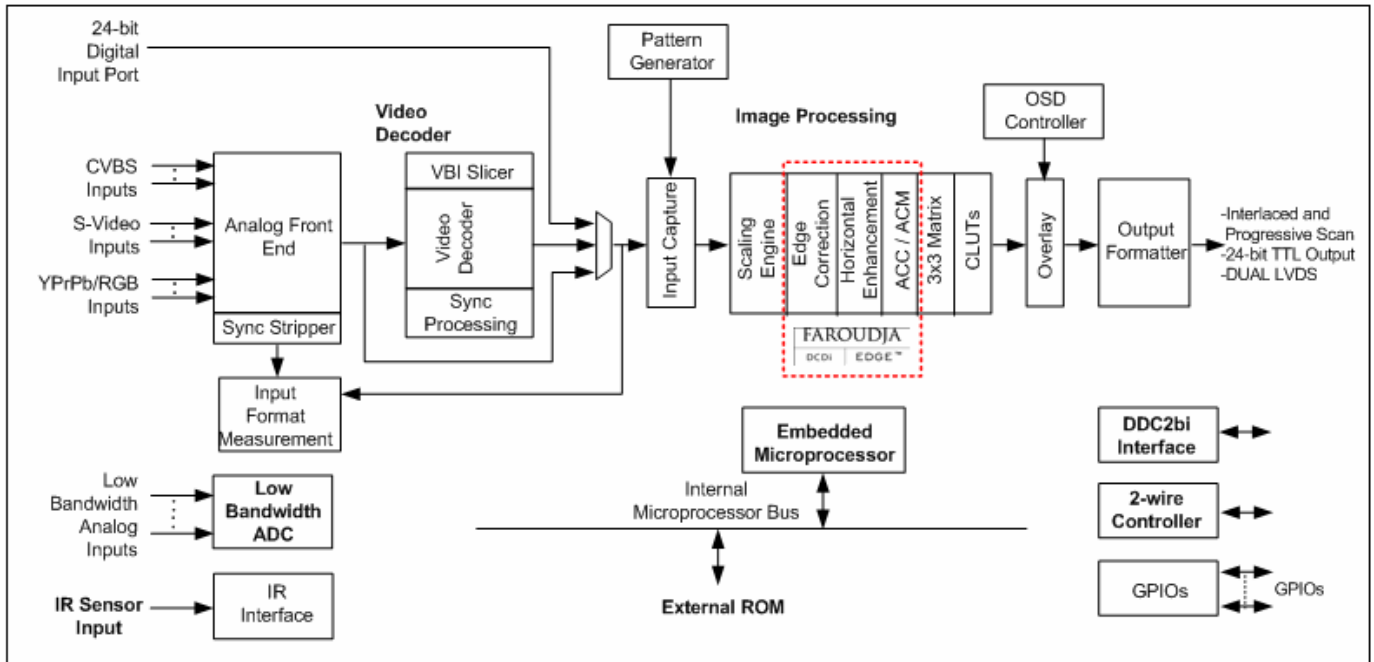 24-bit
Digital
Input Port
Pattern
Generator
Video
Decoder
Image Processing
OSD
Controller
CVBS
Inputs
S-Video
Inputs
YPrPb/RGB
Inputs
Analog Front
End
Sync Stripper
VBI Slicer
Video
Decoder
Sync
Processing
Input Capture
Scaling
Engine
Edge
Correction
Horizontal
Enhancement
ACC / ACM
3x3 Matrix
CLUTs
FAROUDJA
DCDi EDGE™
Overlay
Output
Formatter
-Interlaced and
Progressive Scan
-24-bit TTL Output
-DUAL LVDS
Input
Format
Measurement
Low
Bandwidth
Analog
Inputs
Low
Bandwidth
ADC
IR Sensor
Input
IR
Interface
Embedded
Microprocessor
Internal
Microprocessor Bus
External ROM
DDC2bi
Interface
2-wire
Controller
GPIOs
GPIOs